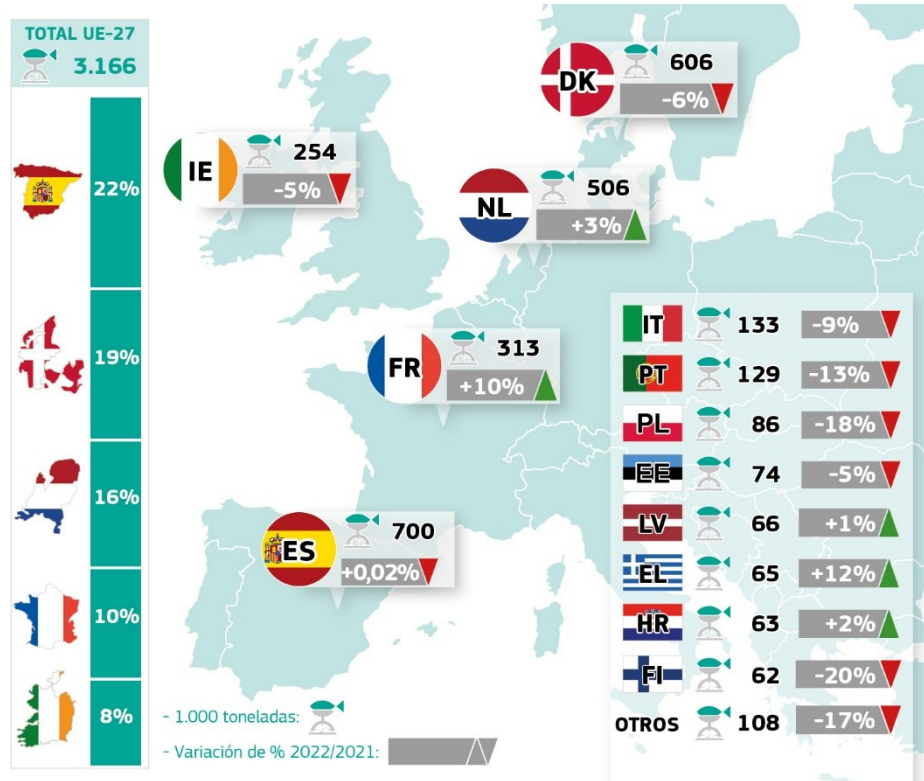 TOTAL UE-27
3.166
22%
19%
16%
10%
8%
DK
606
-6%
IE
254
-5%
NL
506
+3%
FR
313
+10%
ES
700
+0,02%
IT 133 -9%
PT 129 -13%
PL 86 -18%
EE 74 -5%
LV 66 +1%
EL 65 +12%
HR 63 +2%
FI 62 -20%
OTROS 108 -17%
- 1.000 toneladas:
- Variación de % 2022/2021: